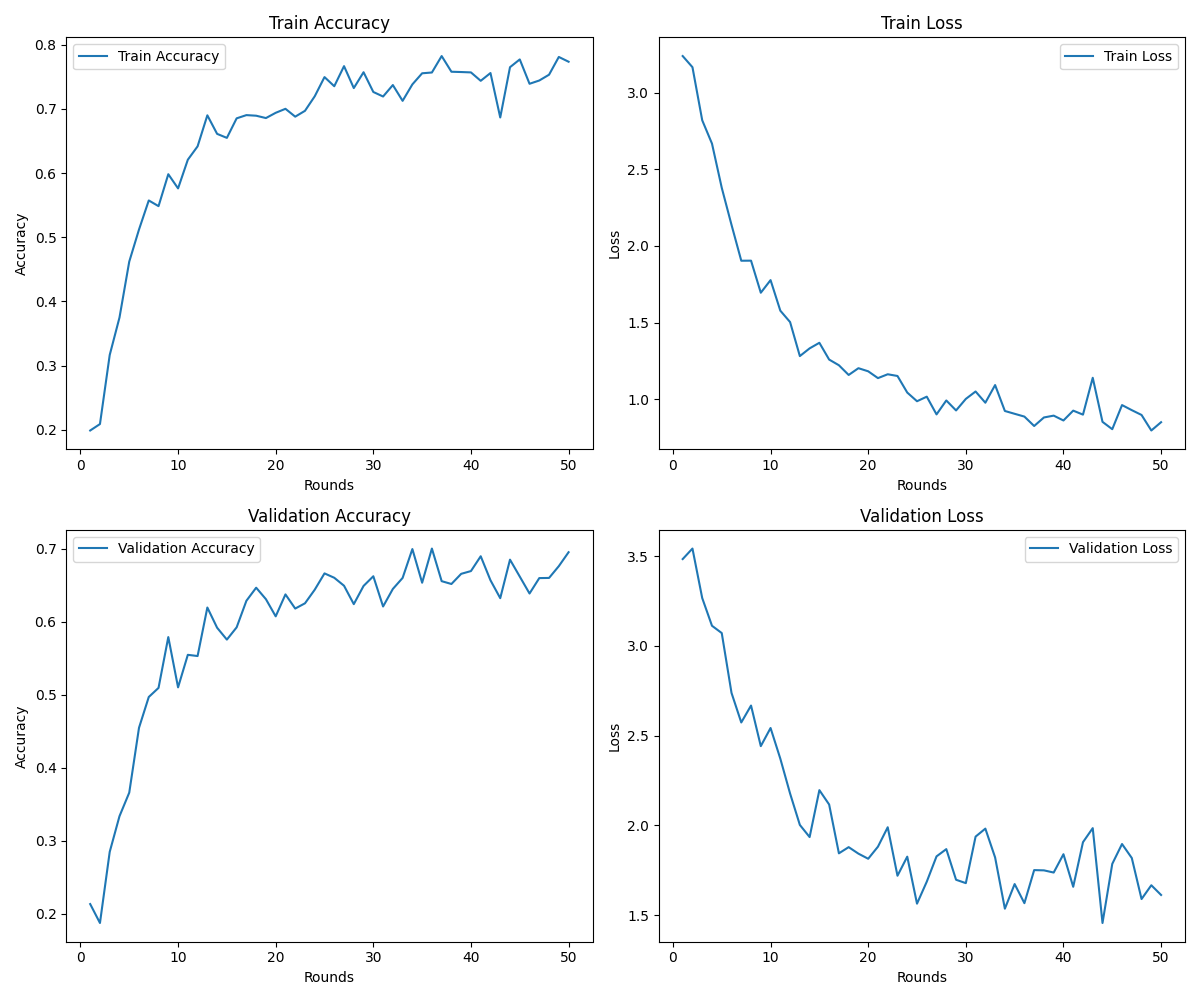 Train Accuracy
Train Accuracy
Accuracy
0.8
0.7
0.6
0.5
0.4
0.3
0.2
0 10 20 30 40 50
Rounds
Train Loss
Train Loss
Loss
3.0
2.5
2.0
1.5
1.0
0 10 20 30 40 50
Rounds
Validation Accuracy
Validation Accuracy
Accuracy
0.7
0.6
0.5
0.4
0.3
0.2
0 10 20 30 40 50
Rounds
Validation Loss
Validation Loss
Loss
3.5
3.0
2.5
2.0
1.5
0 10 20 30 40 50
Rounds